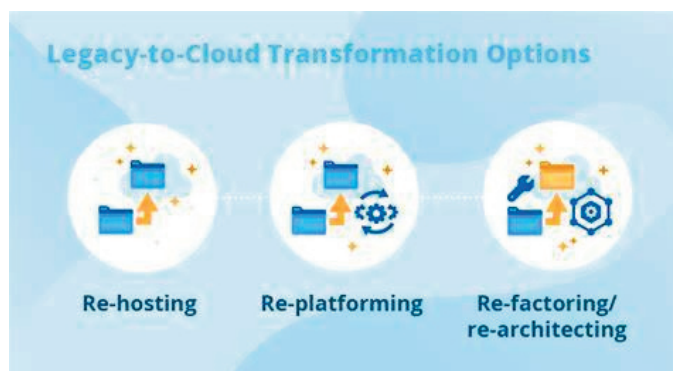 Legacy-to-Cloud Transformation Options
Re-hosting
Re-platforming
Re-factoring/
re-architecting